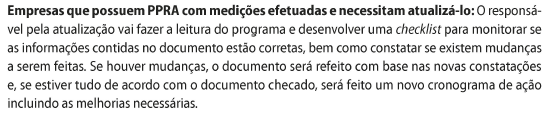 Empresas que possuem PPRA com medições efetuadas e necessitam atualizá-lo: O responsá-
vel pela atualização vai fazer a leitura do programa e desenvolver uma checklist para monitorar se
as informações contidas no documento estão corretas, bem como constatar se existem mudanças
a serem feitas. Se houver mudanças, o documento será refeito com base nas novas constatações
e, se estiver tudo de acordo com o documento checado, será feito um novo cronograma de ação
incluindo as melhorias necessárias.